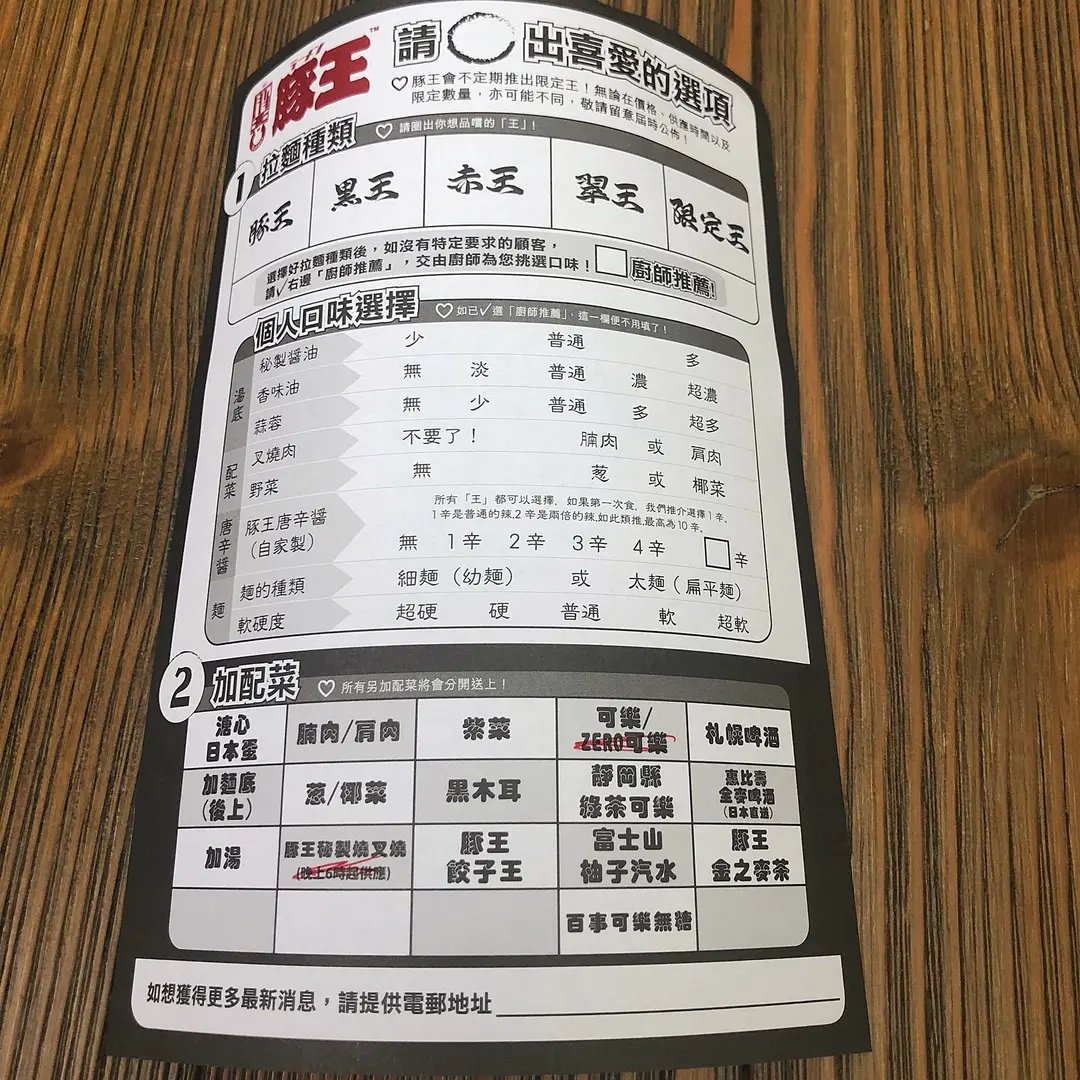 ラーメン
豚王™
請 出喜愛的選項
♡豚王會不定期推出限定王！無論在價格、供應時間以及
限定數量，亦可能不同，敬請留意屆時公佈！
1 拉麵種類 ♡請圈出你想品嚐的「王」！
豚王 黒王 赤王 翠王 限定王
選擇好拉麵種類後，如沒有特定要求的顧客，
請✓右邊「廚師推薦」，交由廚師為您挑選口味！ 廚師推薦!
個人口味選擇 ♡如已✓選「廚師推薦」，這一欄便不用填了！
湯底
秘製醤油 少 普通 多
香味油 無 淡 普通 濃 超濃
蒜蓉 無 少 普通 多 超多
配菜
叉燒肉 不要了！ 腩肉 或 肩肉
野菜 無 葱 或 椰菜
唐辛醤
豚王唐辛醤
（自家製）
所有「王」都可以選擇，如果第一次食，我們推介選擇1辛。
1辛是普通的辣,2辛是兩倍的辣,如此類推,最高為10辛。
無 1辛 2辛 3辛 4辛 辛
麵
麵的種類 細麵（幼麵） 或 太麵（扁平麵）
軟硬度 超硬 硬 普通 軟 超軟
2 加配菜 ♡所有另加配菜將會分開送上！
溏心
日本蛋
腩肉/肩肉
紫菜
可樂/
ZERO可樂
札幌啤酒
加麵底
（後上）
葱/椰菜
黑木耳
靜岡縣
綠茶可樂
惠比壽
全麥啤酒
(日本直送)
加湯
豚王秘製燒叉燒
(晚上6時起供應)
豚王
餃子王
富士山
柚子汽水
豚王
金之麥茶
百事可樂無糖
如想獲得更多最新消息，請提供電郵地址